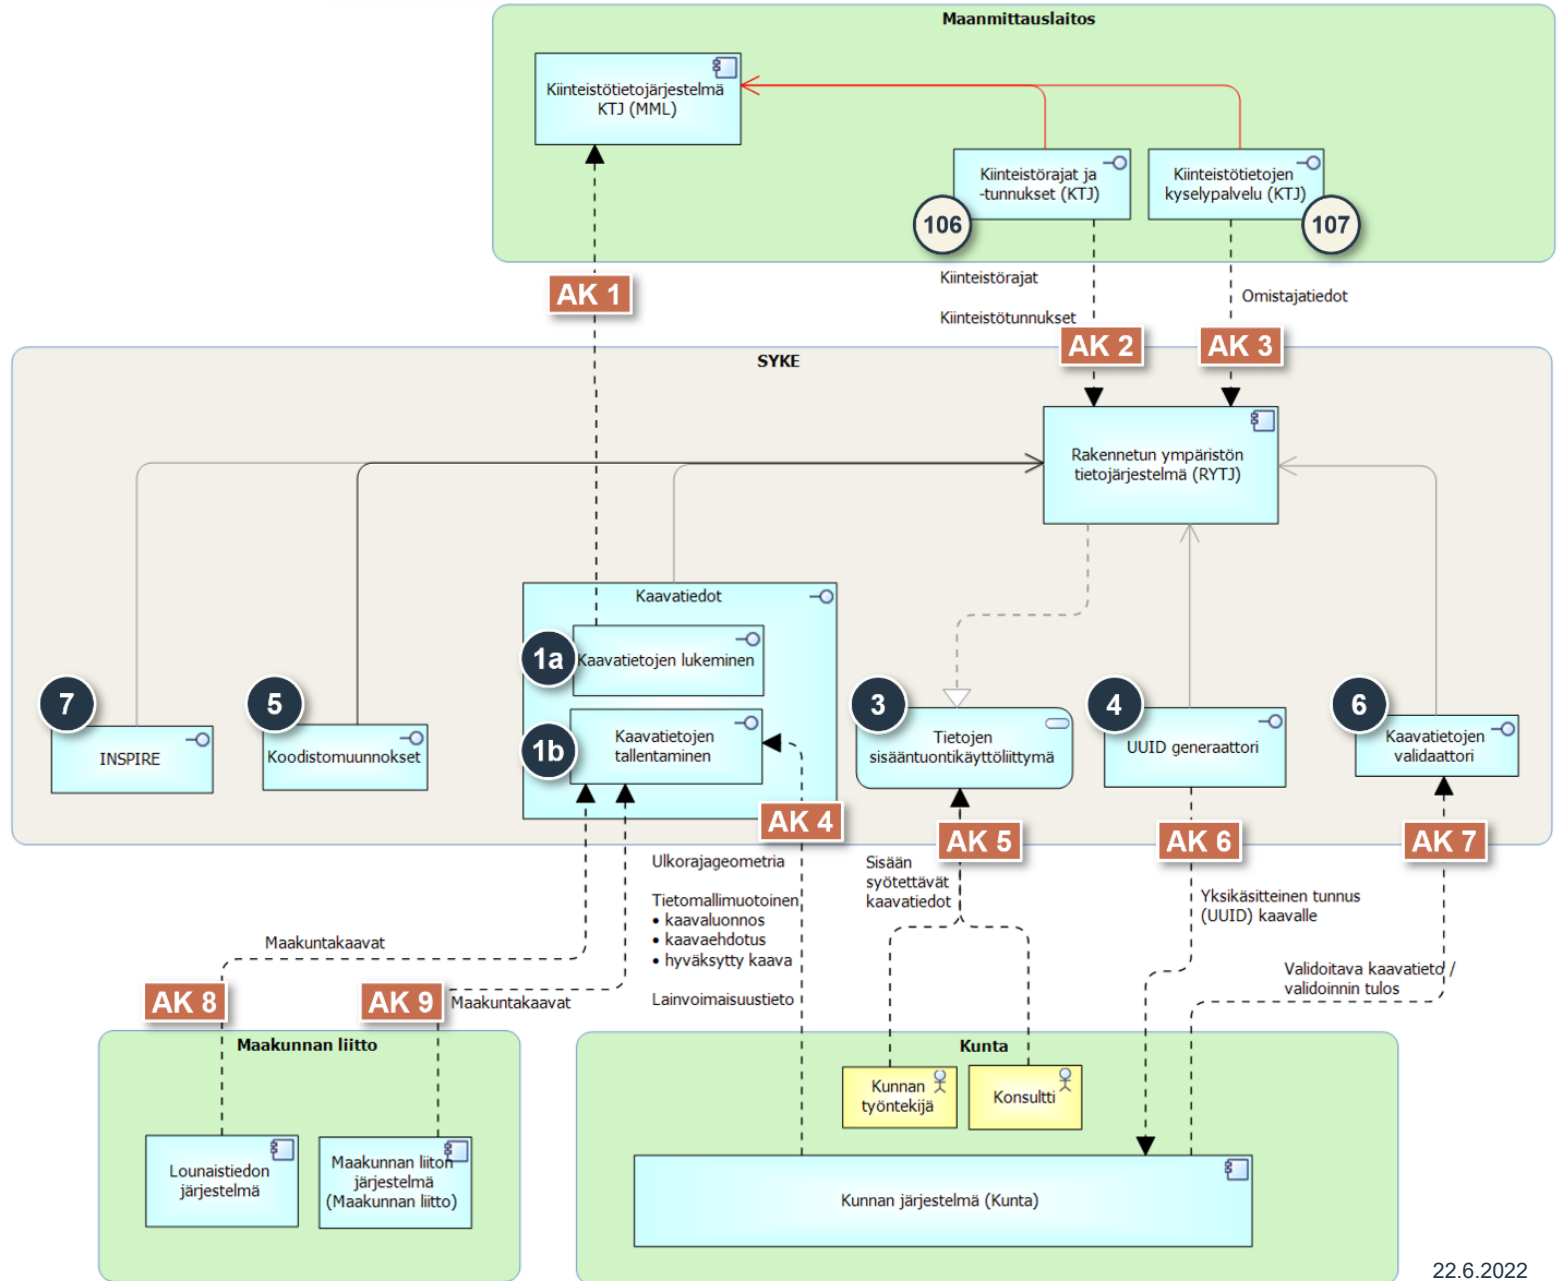 Maanmittauslaitos
Kiinteistötietojärjestelmä
KTJ (MML)
Kiinteistörajat ja
-tunnukset (KTJ)
Kiinteistötietojen
kyselypalvelu (KTJ)
106
107
Kiinteistörajat
Kiinteistötunnukset
Omistajatiedot
AK 1
AK 2
AK 3
SYKE
Rakennetun ympäristön
tietojärjestelmä (RYTJ)
Kaavatiedot
1a
Kaavatietojen lukeminen
1b
Kaavatietojen
tallentaminen
7
INSPIRE
5
Koodistomuunnokset
3
Tietojen
sisääntuontikäyttöliittymä
4
UUID generaattori
6
Kaavatietojen
validaattori
AK 4
AK 5
AK 6
AK 7
Ulkorajageometria
Tietomallimuotoinen
• kaavaluonnos
• kaavaehdotus
• hyväksytty kaava
Lainvoimaisuustieto
Sisään
syötettävät
kaavatiedot
Yksikäsitteinen tunnus
(UUID) kaavalle
Validoitava kaavatieto /
validoinnin tulos
Maakuntakaavat
AK 8
AK 9
Maakuntakaavat
Maakunnan liitto
Lounaistiedon
järjestelmä
Maakunnan liiton
järjestelmä
(Maakunnan liitto)
Kunta
Kunnan
työntekijä
Konsultti
Kunnan järjestelmä (Kunta)
22.6.2022